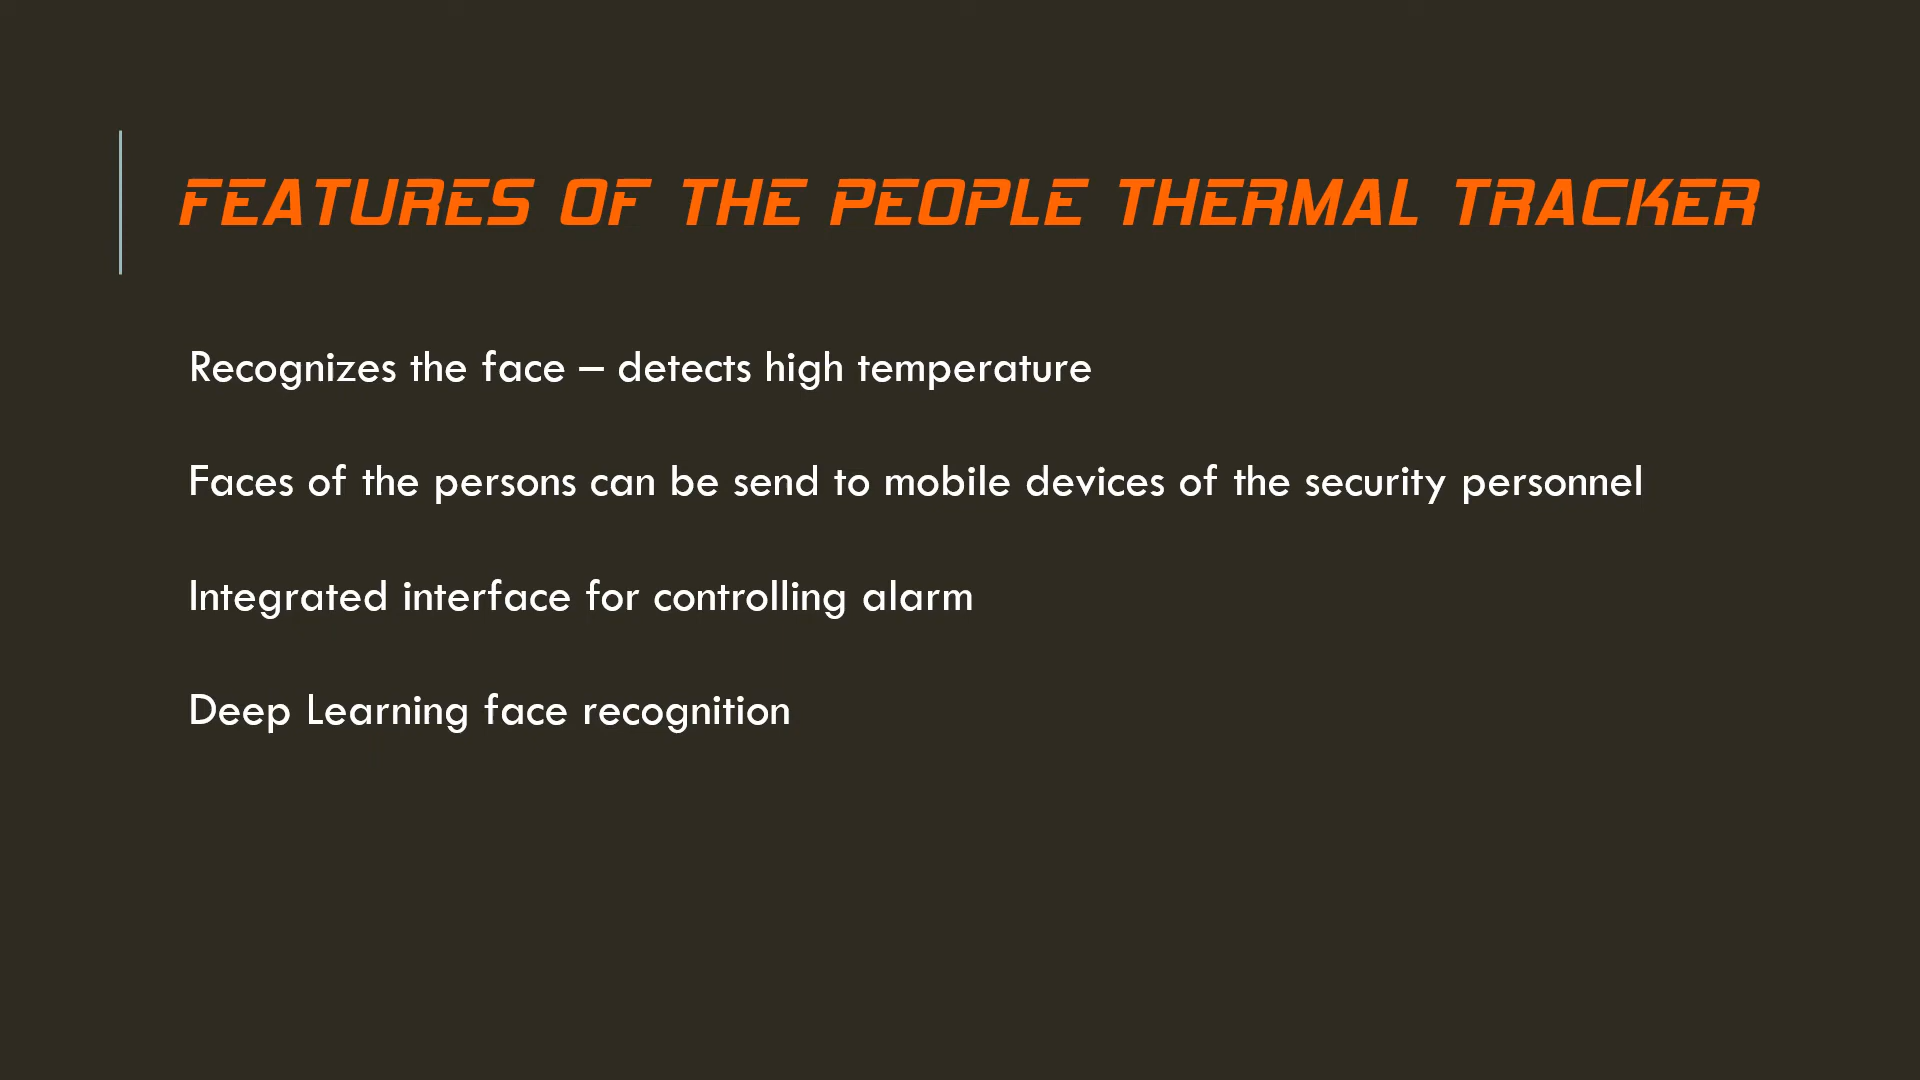 FEATURES OF THE PEOPLE THERMAL TRACKER
Recognizes the face – detects high temperature
Faces of the persons can be send to mobile devices of the security personnel
Integrated interface for controlling alarm
Deep Learning face recognition